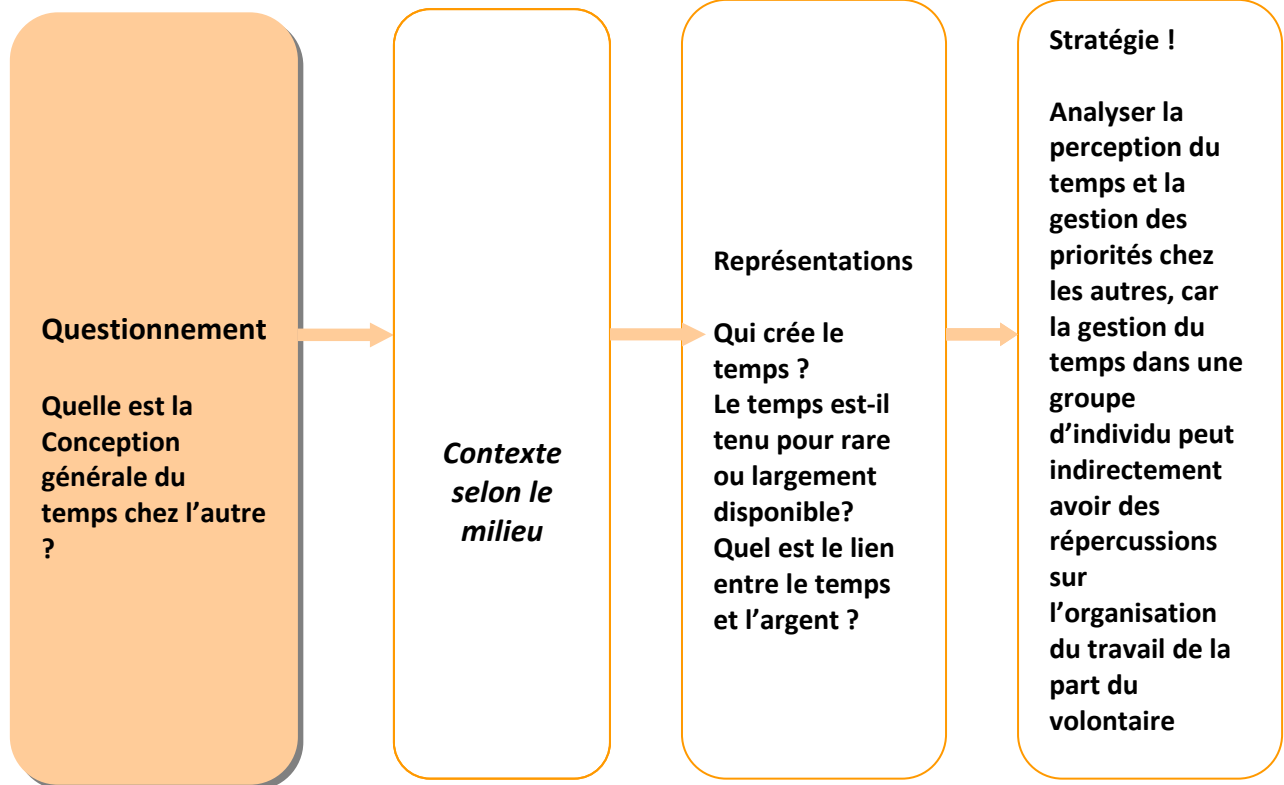 Questionnement
Quelle est la
Conception
générale du
temps chez l’autre
?
Contexte
selon le
milieu
Représentations
Qui crée le
temps ?
Le temps est-il
tenu pour rare
ou largement
disponible?
Quel est le lien
entre le temps
et l’argent ?
Stratégie !
Analyser la
perception du
temps et la
gestion des
priorités chez
les autres, car
la gestion du
temps dans une
groupe
d’individu peut
indirectement
avoir des
répercussions
sur
l’organisation
du travail de la
part du
volontaire